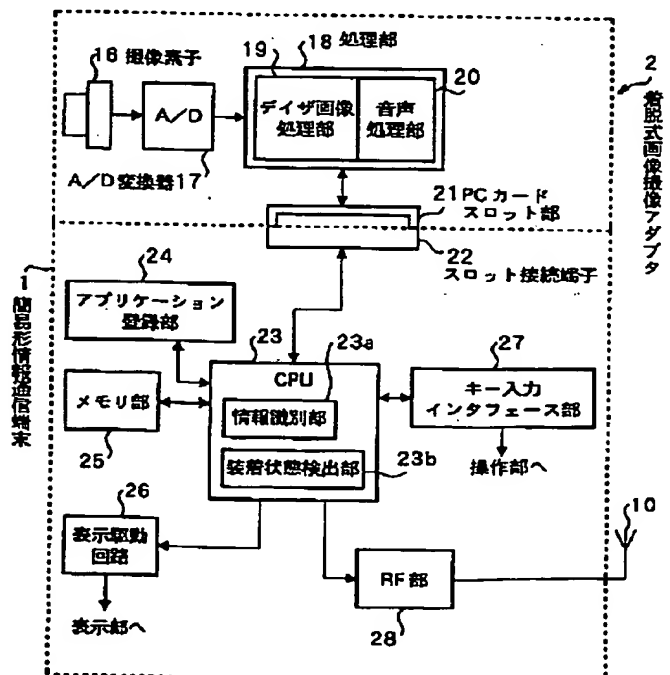 19
18 処理部
16 撮像素子
20
2
A/D
デイザ画像
処理部
音声
処理部
着脱式画像撮像アダプタ
A/D変換器17
21 PCカード
スロット部
22
スロット接続端子
1 簡易形情報通信端末
24
アプリケーション
登録部
23
23a
27
CPU
キー入力
インタフェース部
メモリ部
情報識別部
25
装着状態検出部
23b
操作部へ
26
10
表示駆動
回路
RF部
表示部へ
28